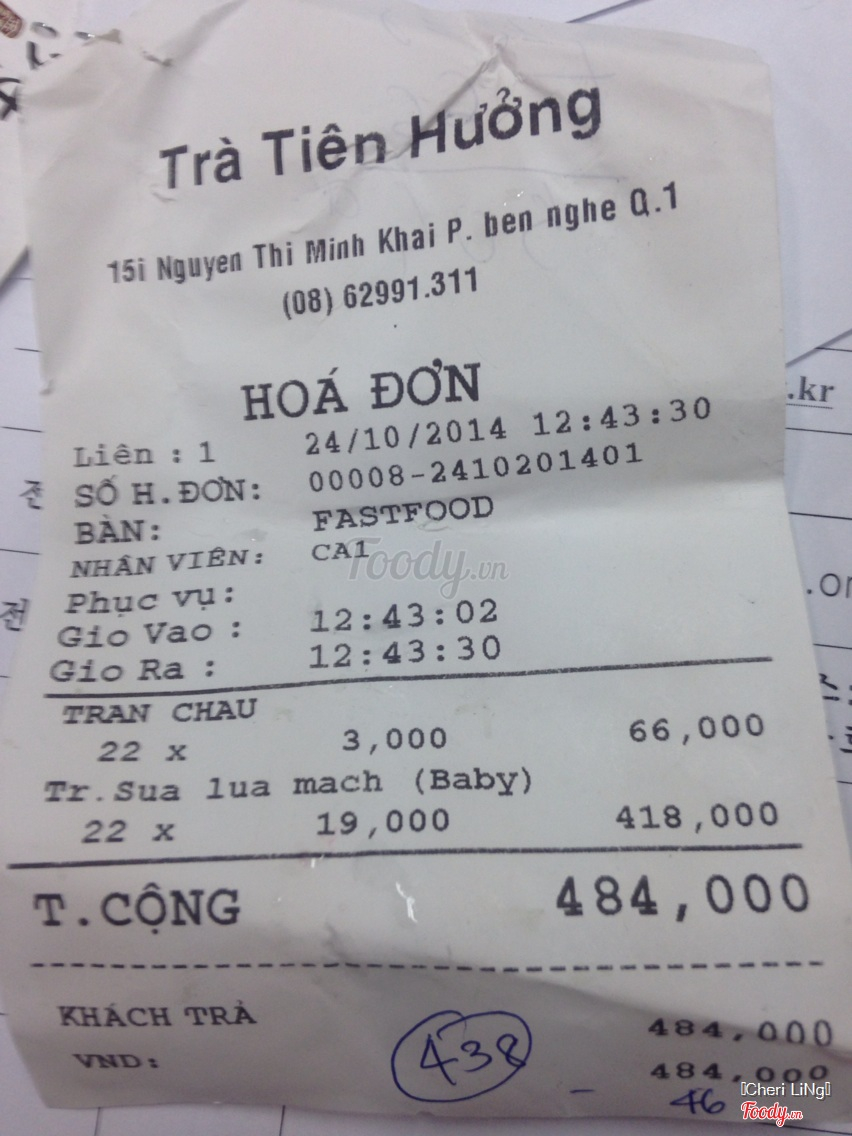 Trà Tiên Hưởng
15i Nguyen Thi Minh Khai P. ben nghe Q.1
(08) 62991.311
HOÁ ĐƠN
Liên : 1 24/10/2014 12:43:30
SỐ H.ĐƠN: 00008-2410201401
BÀN: FASTFOOD
NHÂN VIÊN: CA1
Phục vụ:
Gio Vao : 12:43:02
Gio Ra : 12:43:30
TRAN CHAU
22 x 3,000 66,000
Tr.Sua lua mach (Baby)
22 x 19,000 418,000
T.CỘNG 484,000
KHÁCH TRẢ 484,000
VND: 484,000
438
- 46
Foody.vn
Cheri LiNg
Foody.vn
.kr
전